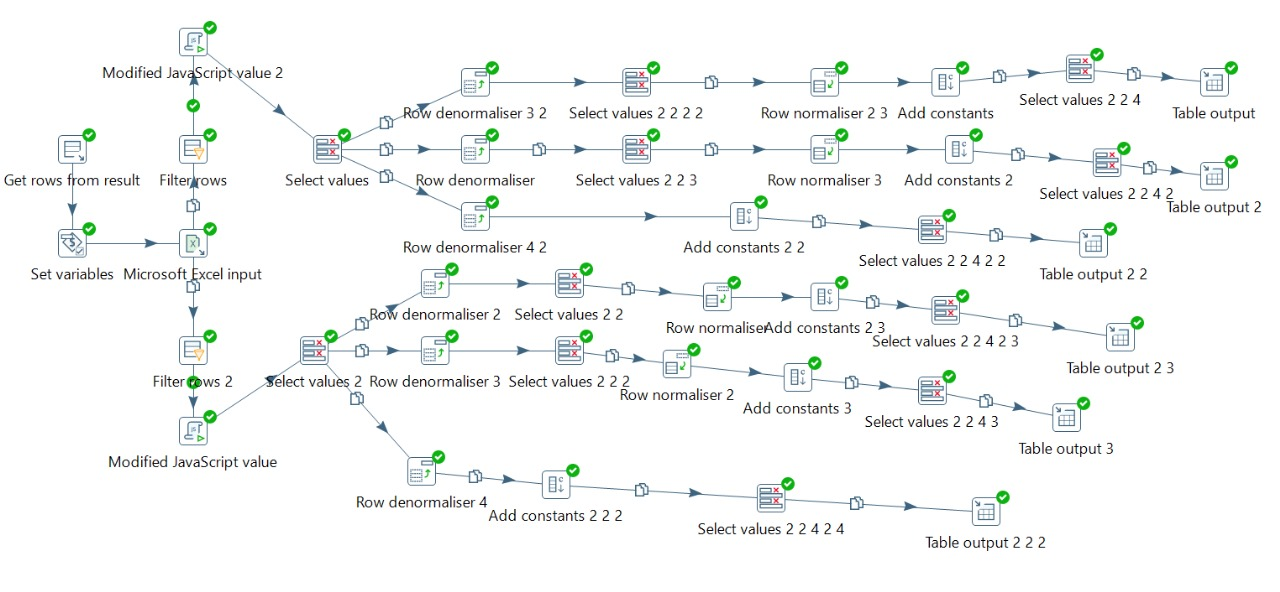 Modified JavaScript value 2
Row denormaliser 3 2
Select values 2 2 2 2
Row normaliser 2 3
Add constants
Select values 2 2 4
Table output
Get rows from result
Filter rows
Select values
Row denormaliser
Select values 2 2 3
Row normaliser 3
Add constants 2
Select values 2 2 4 2
Table output 2
Row denormaliser 4 2
Add constants 2 2
Select values 2 2 4 2 2
Table output 2 2
Set variables
Microsoft Excel input
Row denormaliser 2
Select values 2 2
Row normaliser
Add constants 2 3
Select values 2 2 4 2 3
Table output 2 3
Filter rows 2
Select values 2
Row denormaliser 3
Select values 2 2 2
Row normaliser 2
Add constants 3
Select values 2 2 4 3
Table output 3
Modified JavaScript value
Row denormaliser 4
Add constants 2 2 2
Select values 2 2 4 2 4
Table output 2 2 2